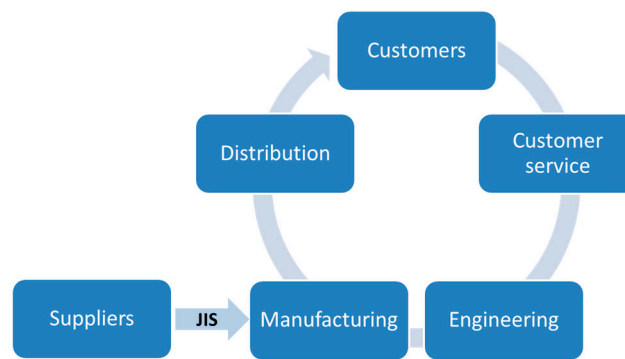 Customers
Distribution
Customer
service
Suppliers
JIS
Manufacturing
Engineering